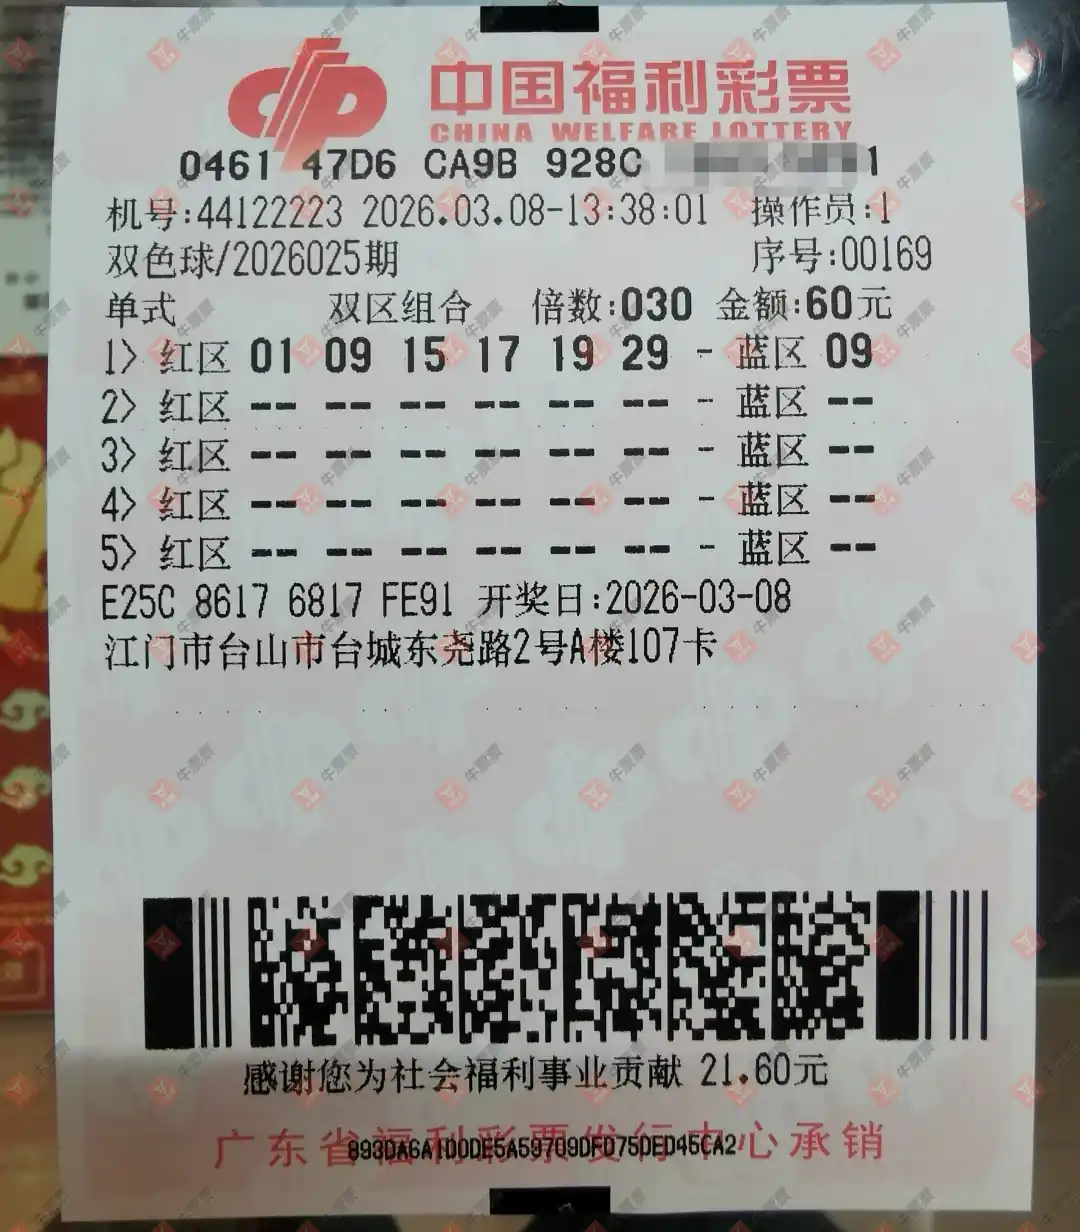 中国福利彩票
CHINA WELFARE LOTTERY
0461 47D6 CA9B 928C 1
机号:44122223 2026.03.08-13:38:01 操作员:1
双色球/2026025期 序号:00169
单式 双区组合 倍数:030 金额:60元
1> 红区 01 09 15 17 19 29 - 蓝区 09
2> 红区 -- -- -- -- -- -- - 蓝区 --
3> 红区 -- -- -- -- -- -- - 蓝区 --
4> 红区 -- -- -- -- -- -- - 蓝区 --
5> 红区 -- -- -- -- -- -- - 蓝区 --
E25C 8617 6817 FE91 开奖日:2026-03-08
江门市台山市台城东尧路2号A楼107卡
感谢您为社会福利事业贡献 21.60元
广东省福利彩票发行中心承销
893DA6A1D0DE5A59709DFD75DED45CA2
牛票票